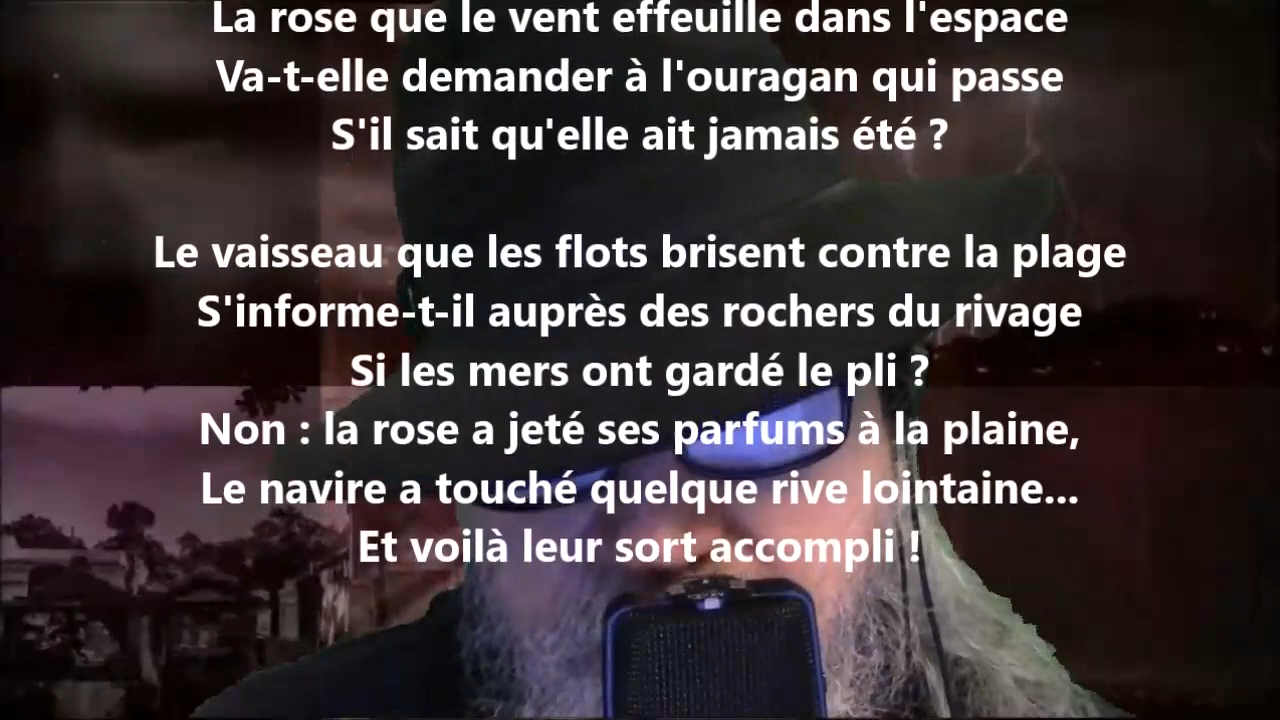 La rose que le vent effeuille dans l'espace
Va-t-elle demander à l'ouragan qui passe
S'il sait qu'elle ait jamais été ?
Le vaisseau que les flots brisent contre la plage
S'informe-t-il auprès des rochers du rivage
Si les mers ont gardé le pli ?
Non : la rose a jeté ses parfums à la plaine,
Le navire a touché quelque rive lointaine...
Et voilà leur sort accompli !